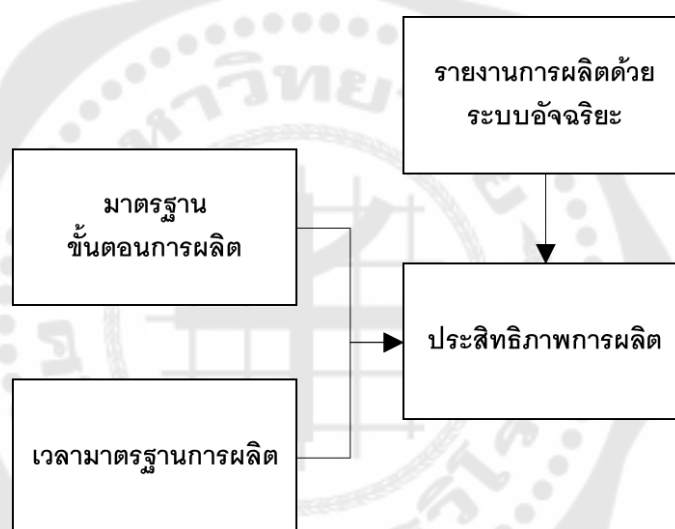 รายงานการผลิตด้วย
ระบบอัจฉริยะ
มาตรฐาน
ขั้นตอนการผลิต
ประสิทธิภาพการผลิต
เวลามาตรฐานการผลิต